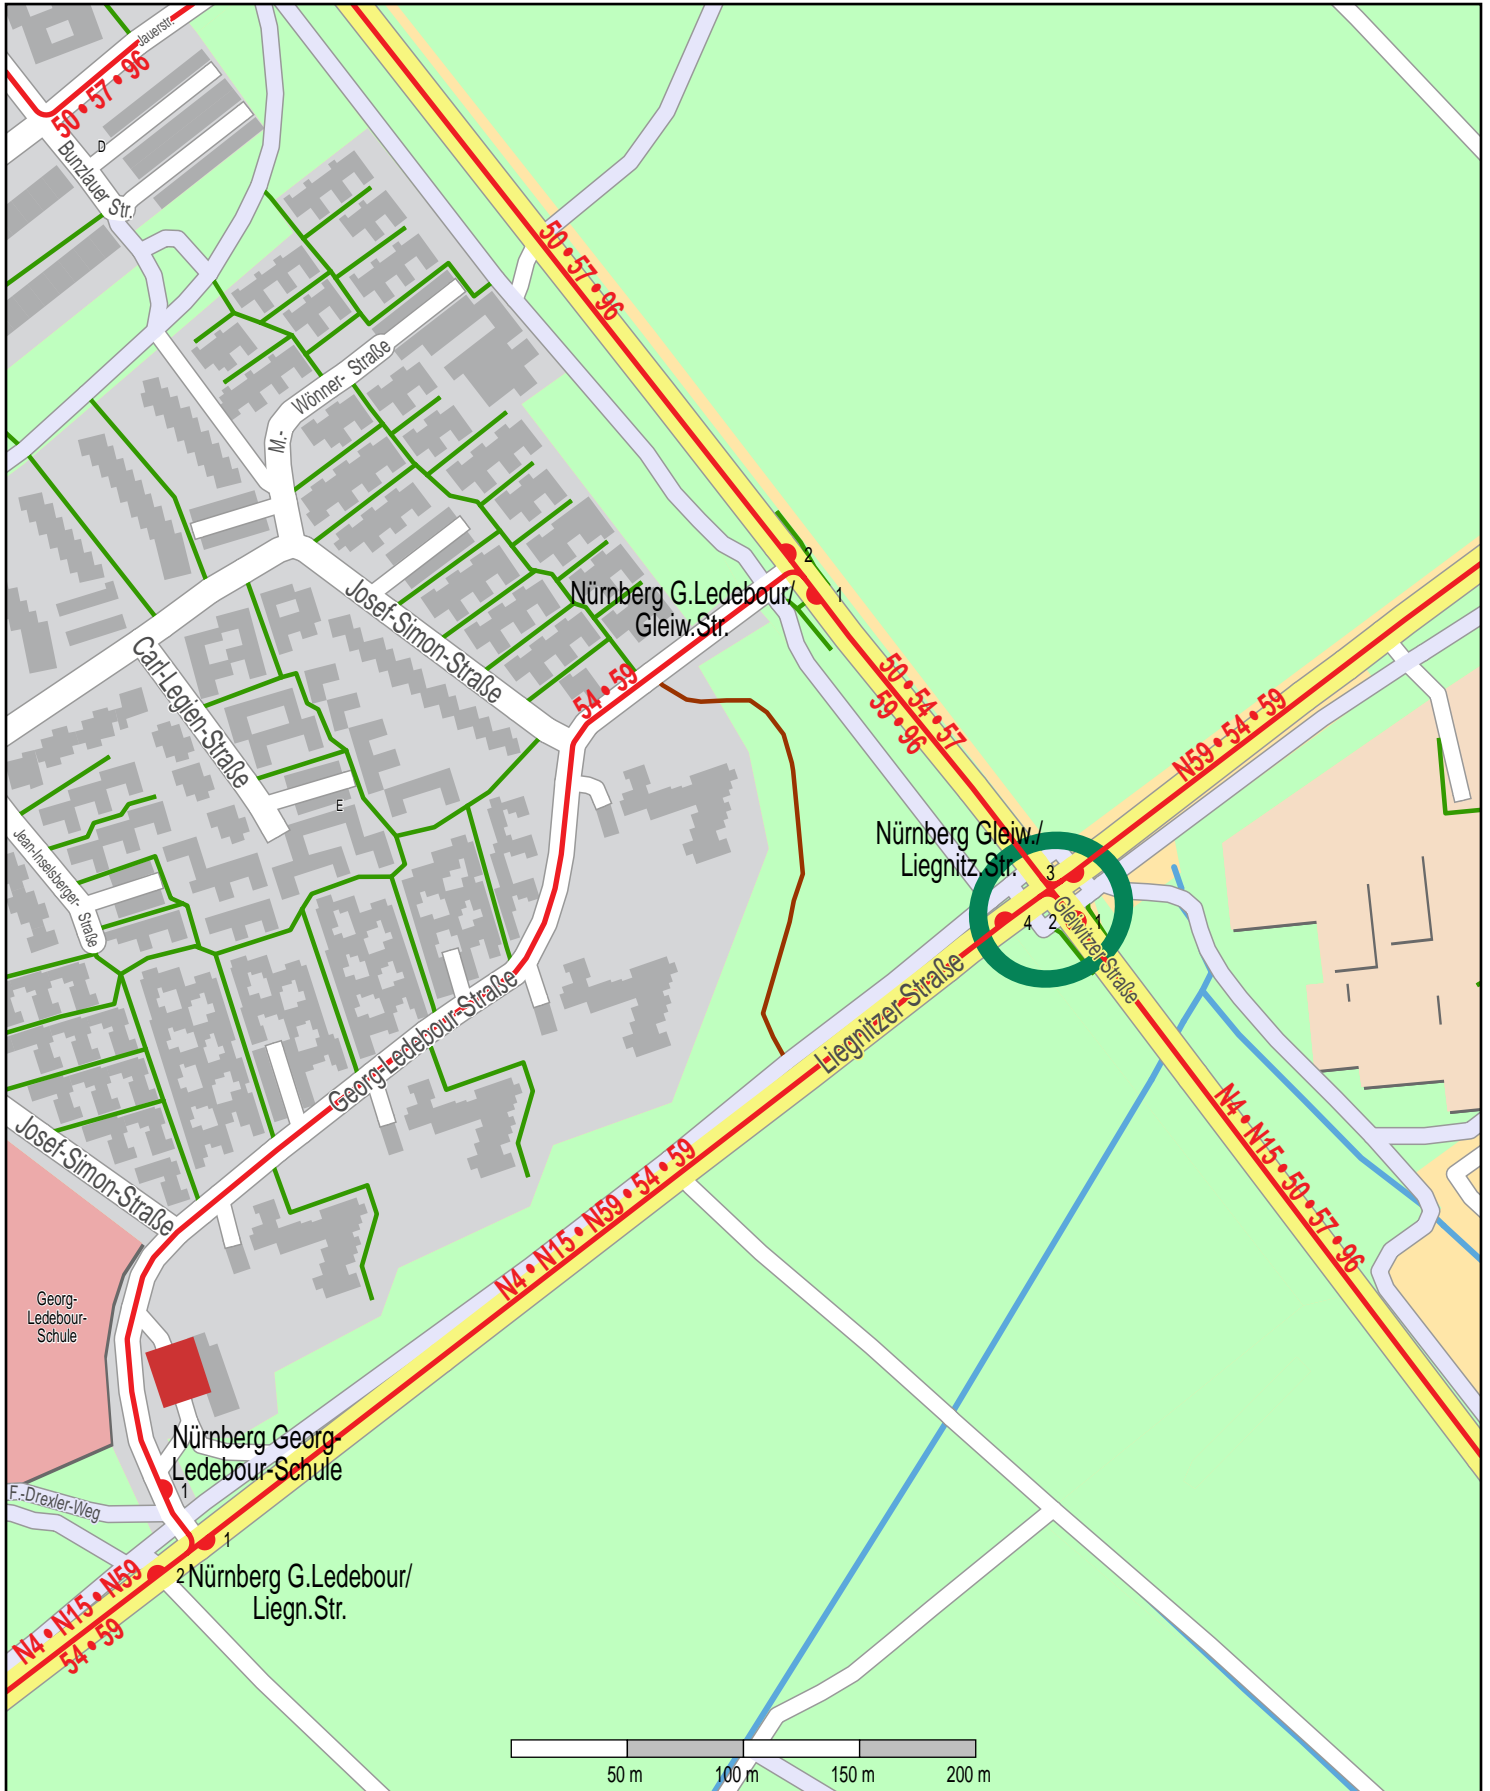 Jauerstr.
50 • 57 • 96
D
Bunzlauer Str.
50 • 57 • 96
M.-
Wönner- Straße
2
Nürnberg G.Ledebour/
Gleiw.Str.
1
Josef-Simon-Straße
Carl-Legien-Straße
54 • 59
50 • 54 • 57
59 • 96
N59 • 54 • 59
E
Jean-Inselsberger- Straße
Nürnberg Gleiw./
Liegnitz.Str.
3
4
2
1
Gleiwitzer Straße
Liegnitzer Straße
Georg-Ledebour-Straße
N4 • N15 • 50 • 57 • 96
Josef-Simon-Straße
N4 • N15 • N59 • 54 • 59
Georg-
Ledebour-
Schule
Nürnberg Georg-
Ledebour-Schule
1
F.-Drexler-Weg
1
2
Nürnberg G.Ledebour/
Liegn.Str.
N4 • N15 • N59
54 • 59
50 m
100 m
150 m
200 m